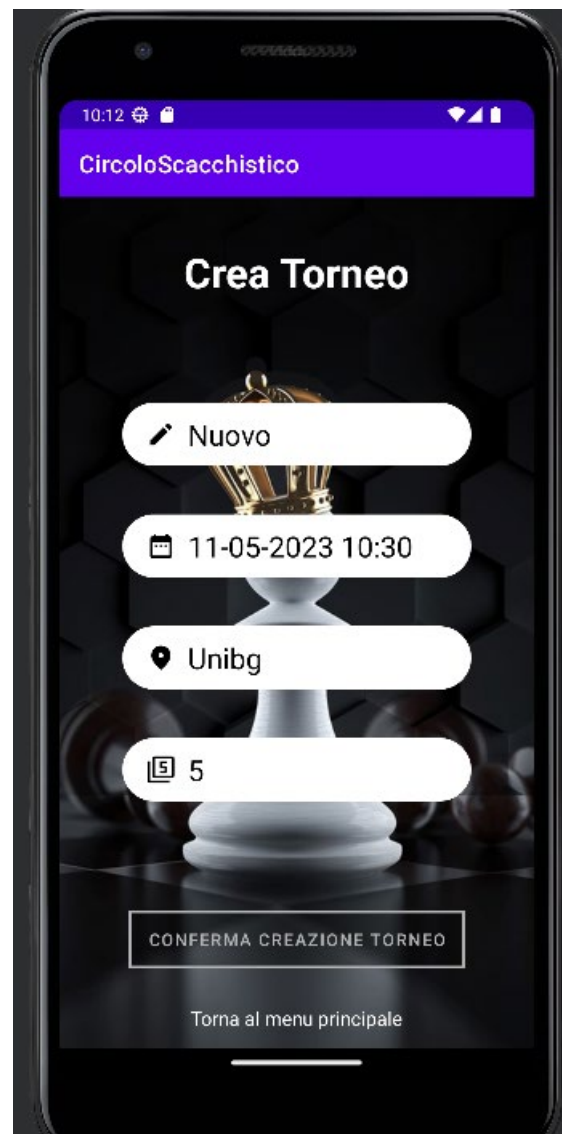 10:12
CircoloScacchistico
Crea Torneo
Nuovo
11-05-2023 10:30
Unibg
5
5
CONFERMA CREAZIONE TORNEO
Torna al menu principale